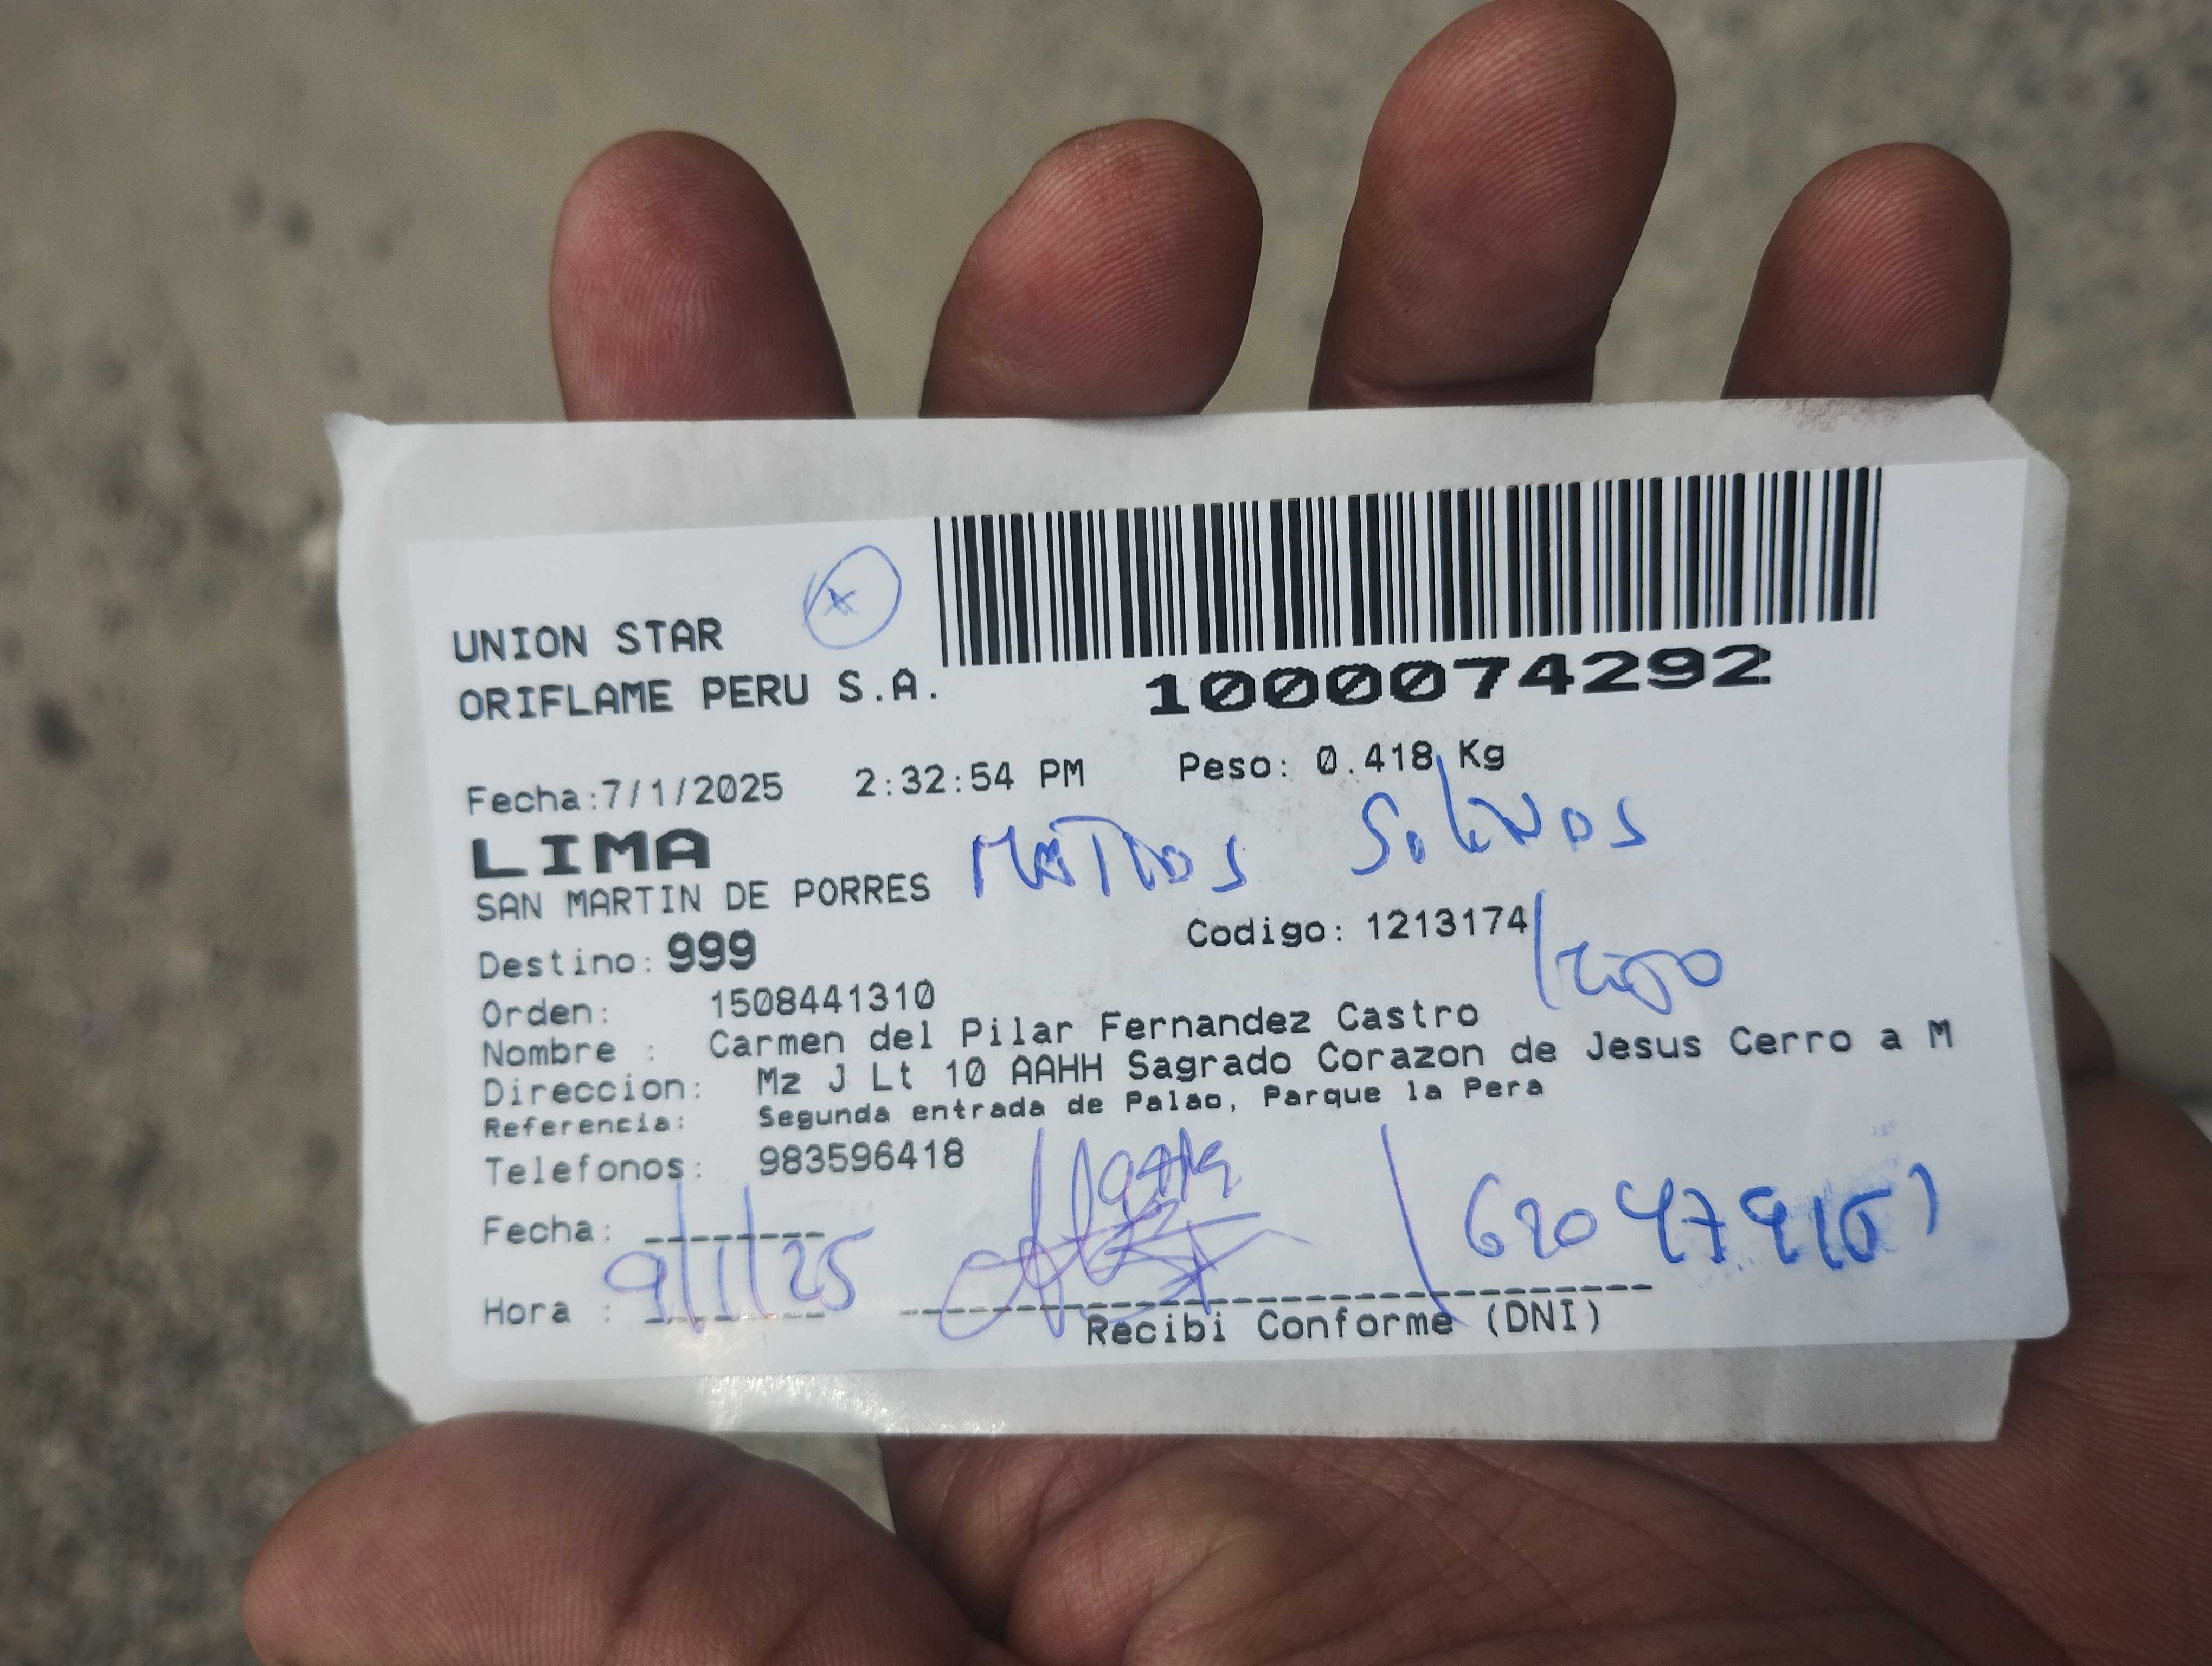 UNION STAR
ORIFLAME PERU S.A.
1000074292
Fecha:7/1/2025 2:32:54 PM Peso: 0.418 Kg
LIMA
SAN MARTIN DE PORRES
Destino: 999 Codigo: 1213174
Orden: 1508441310
Nombre : Carmen del Pilar Fernandez Castro
Direccion: Mz J Lt 10 AAHH Sagrado Corazon de Jesus Cerro a M
Referencia: Segunda entrada de Palao, Parque la Pera
Telefonos: 983596418
Fecha: 9/1/25
Hora :
Recibi Conforme (DNI)